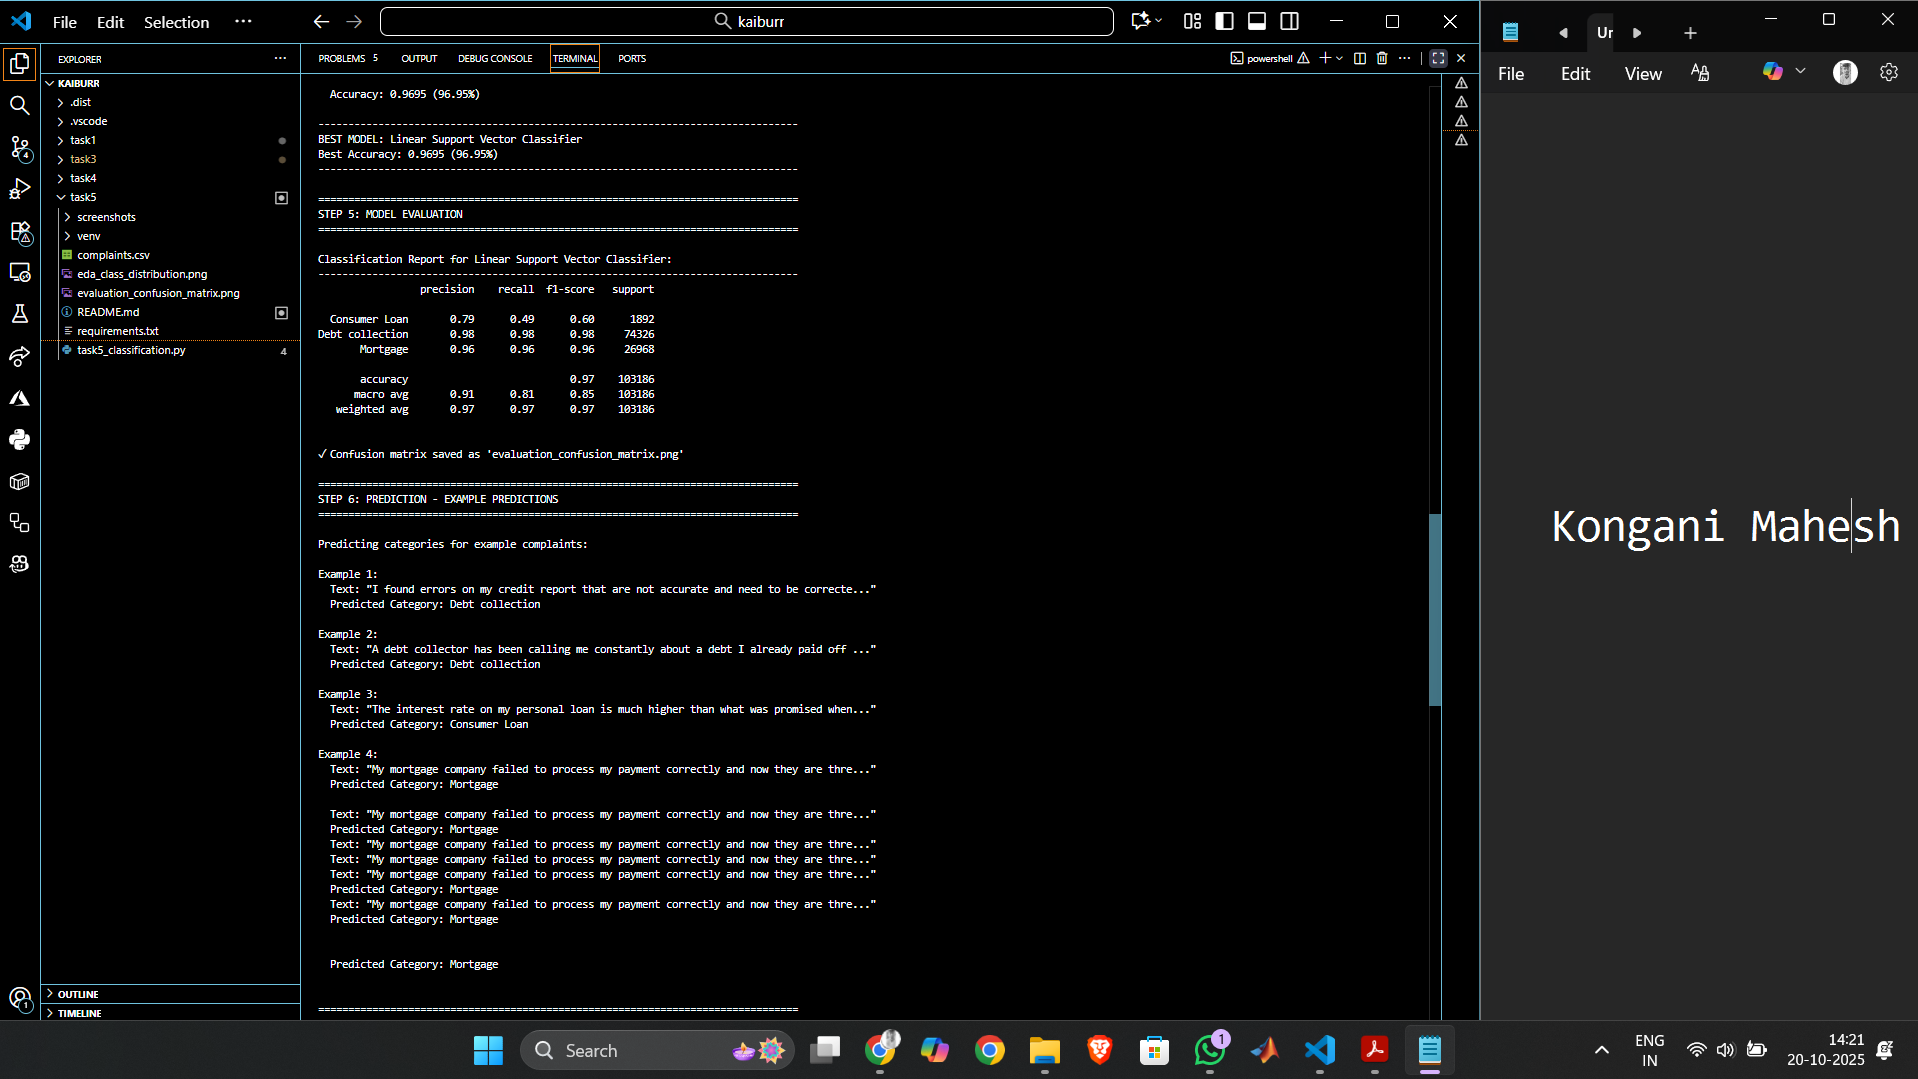 File Edit Selection ···
kaiburr
EXPLORER ···
KAIBURR
.dist
.vscode
task1
task3
task4
task5
screenshots
venv
complaints.csv
eda_class_distribution.png
evaluation_confusion_matrix.png
README.md
requirements.txt
task5_classification.py 4
OUTLINE
TIMELINE
4
1
PROBLEMS 5 OUTPUT DEBUG CONSOLE TERMINAL PORTS
powershell
Accuracy: 0.9695 (96.95%)
--------------------------------------------------------------------------------
BEST MODEL: Linear Support Vector Classifier
Best Accuracy: 0.9695 (96.95%)
--------------------------------------------------------------------------------
================================================================================
STEP 5: MODEL EVALUATION
================================================================================
Classification Report for Linear Support Vector Classifier:
--------------------------------------------------------------------------------
precision recall f1-score support
Consumer Loan 0.79 0.49 0.60 1892
Debt collection 0.98 0.98 0.98 74326
Mortgage 0.96 0.96 0.96 26968
accuracy 0.97 103186
macro avg 0.91 0.81 0.85 103186
weighted avg 0.97 0.97 0.97 103186
✓ Confusion matrix saved as 'evaluation_confusion_matrix.png'
================================================================================
STEP 6: PREDICTION - EXAMPLE PREDICTIONS
================================================================================
Predicting categories for example complaints:
Example 1:
Text: "I found errors on my credit report that are not accurate and need to be correcte..."
Predicted Category: Debt collection
Example 2:
Text: "A debt collector has been calling me constantly about a debt I already paid off ..."
Predicted Category: Debt collection
Example 3:
Text: "The interest rate on my personal loan is much higher than what was promised when..."
Predicted Category: Consumer Loan
Example 4:
Text: "My mortgage company failed to process my payment correctly and now they are thre..."
Predicted Category: Mortgage
Text: "My mortgage company failed to process my payment correctly and now they are thre..."
Predicted Category: Mortgage
Text: "My mortgage company failed to process my payment correctly and now they are thre..."
Text: "My mortgage company failed to process my payment correctly and now they are thre..."
Text: "My mortgage company failed to process my payment correctly and now they are thre..."
Predicted Category: Mortgage
Text: "My mortgage company failed to process my payment correctly and now they are thre..."
Predicted Category: Mortgage
Predicted Category: Mortgage
================================================================================
Ur
File Edit View
Kongani Mahesh
Search
1
ENG
IN
14:21
20-10-2025